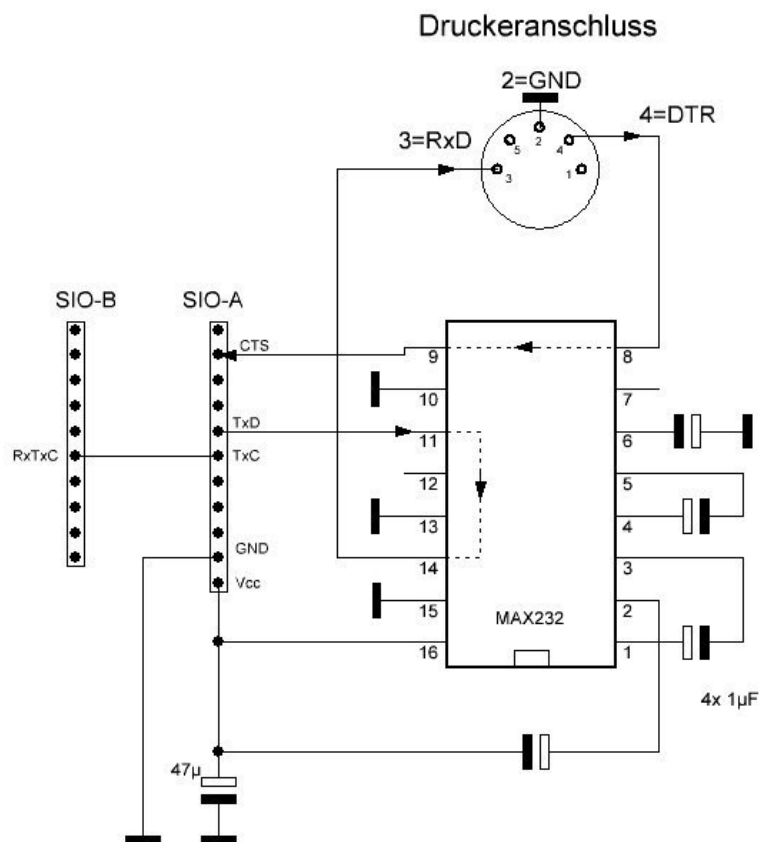 Druckeranschluss
2=GND
4=DTR
3=RxD
5
2
4
3
1
SIO-B
SIO-A
CTS
9
8
10
7
TxD
11
6
RxTxC
TxC
12
5
13
4
GND
14
3
Vcc
15
2
MAX232
16
1
4x 1µF
47µ